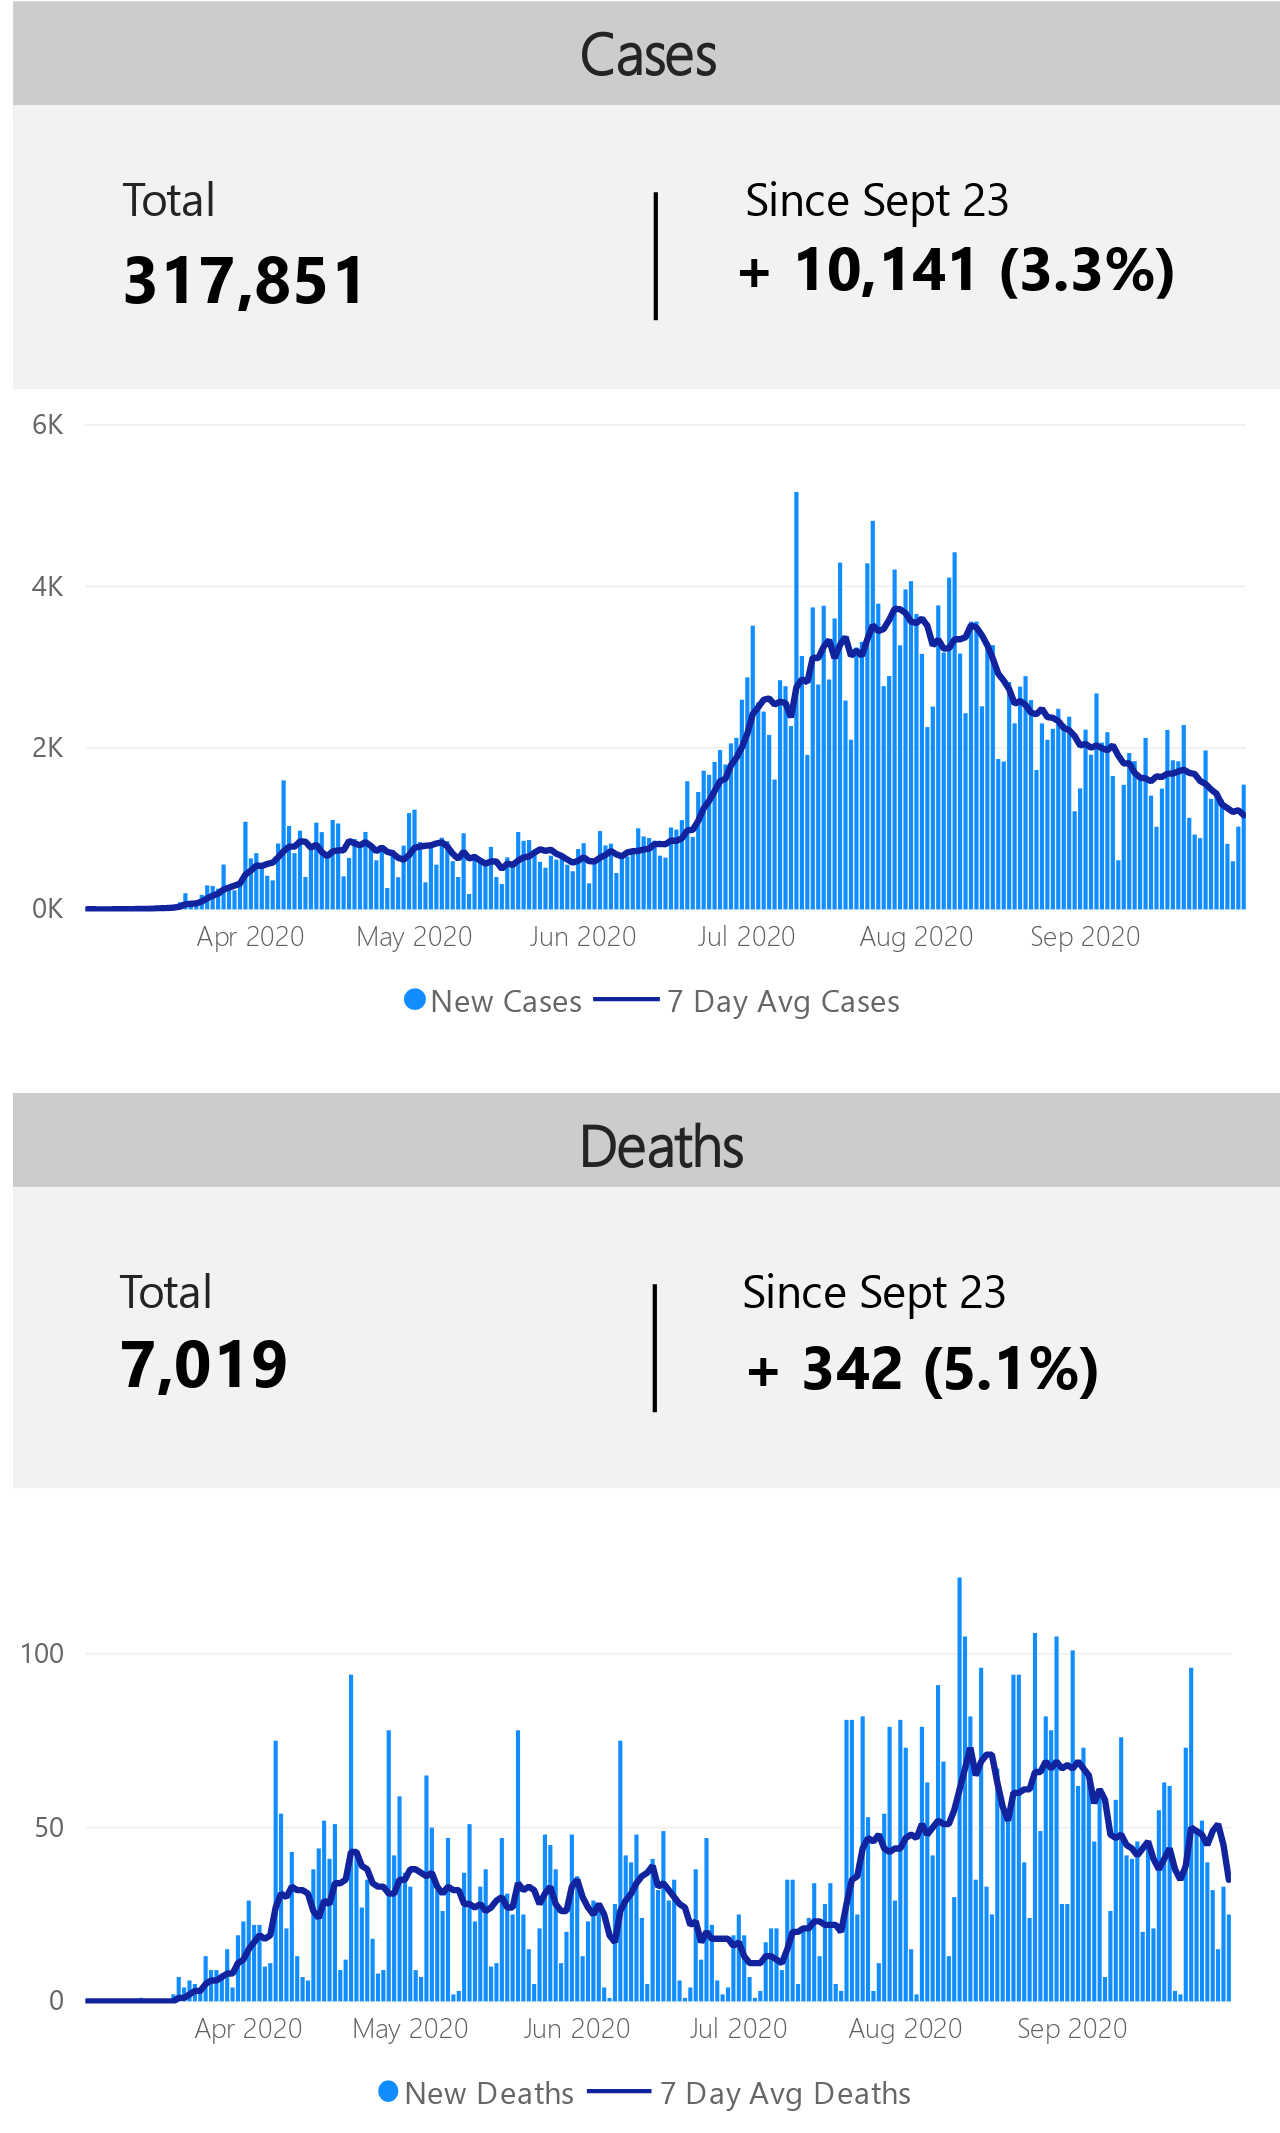 Cases
Total
Since Sept 23
317,851
+ 10,141 (3.3%)
6K
4K
2K
0K
Apr 2020 May 2020 Jun 2020 Jul 2020 Aug 2020 Sep 2020
New Cases 7 Day Avg Cases
Deaths
Total
Since Sept 23
7,019
+ 342 (5.1%)
100
50
0
Apr 2020 May 2020 Jun 2020 Jul 2020 Aug 2020 Sep 2020
New Deaths 7 Day Avg Deaths